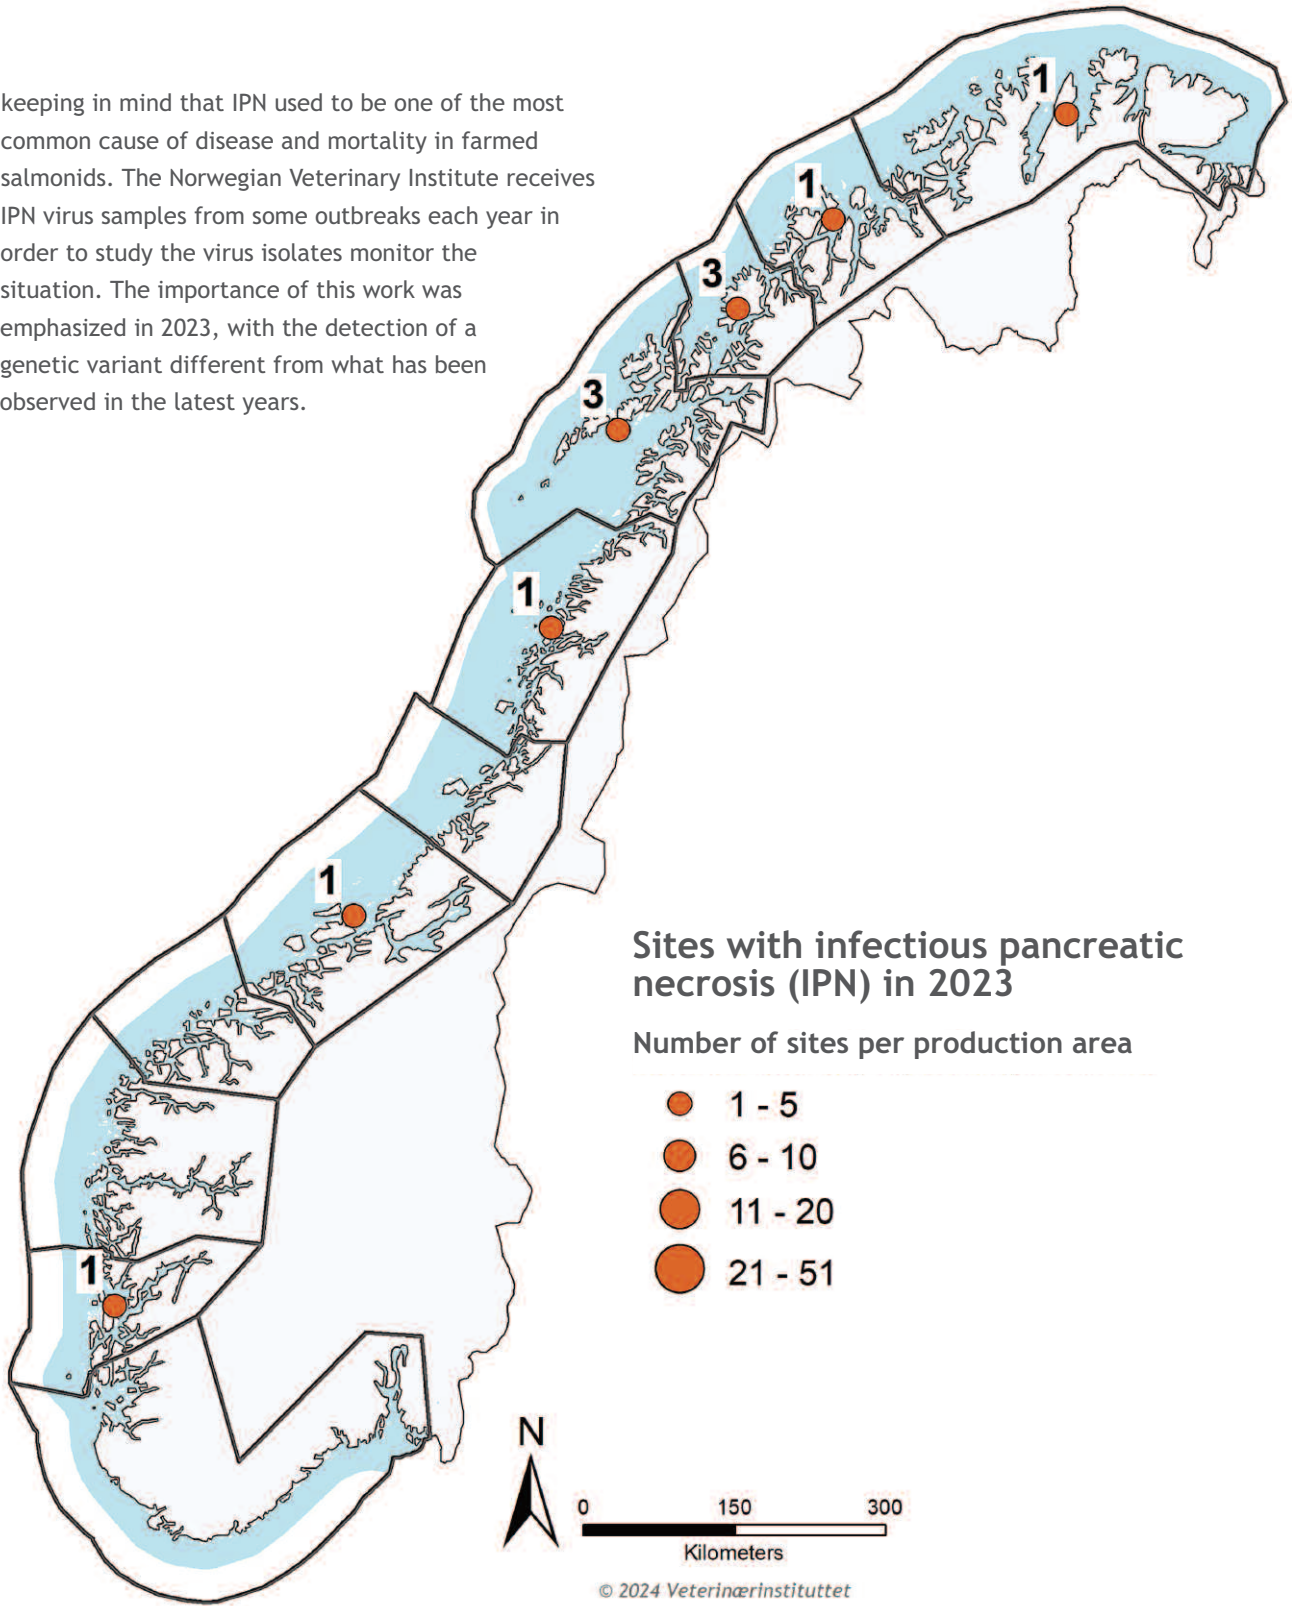 keeping in mind that IPN used to be one of the most
common cause of disease and mortality in farmed
salmonids. The Norwegian Veterinary Institute receives
IPN virus samples from some outbreaks each year in
order to study the virus isolates monitor the
situation. The importance of this work was
emphasized in 2023, with the detection of a
genetic variant different from what has been
observed in the latest years.
1
1
3
3
1
1
1
Sites with infectious pancreatic
necrosis (IPN) in 2023
Number of sites per production area
1 - 5
6 - 10
11 - 20
21 - 51
N
0 150 300
Kilometers
© 2024 Veterinærinstituttet